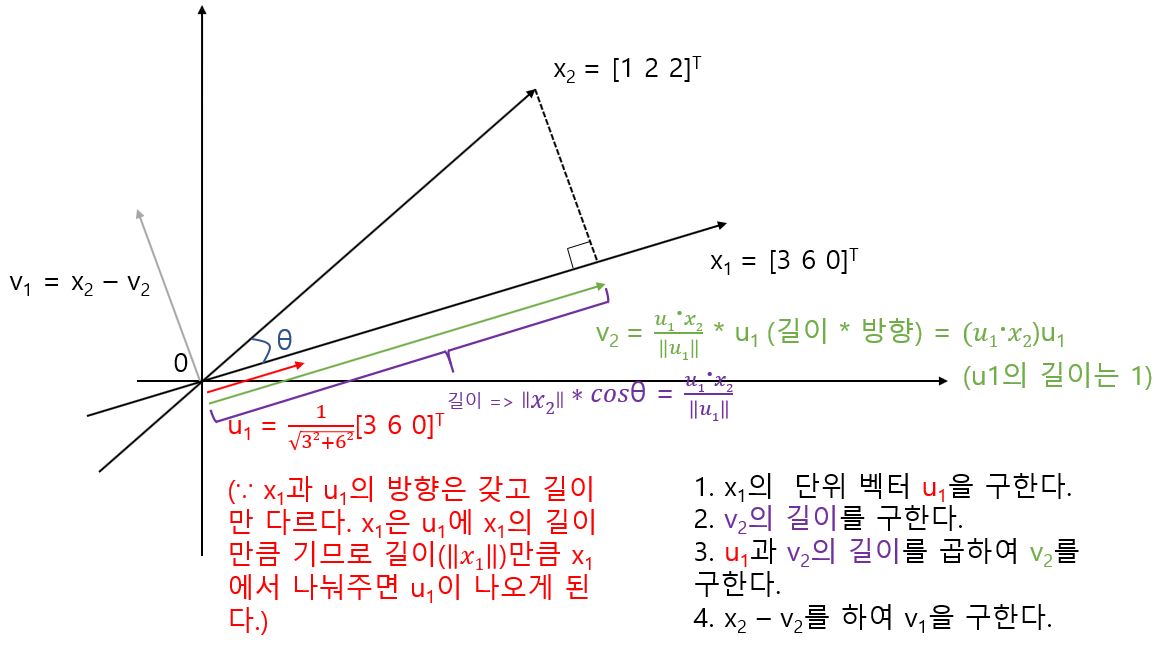 x₂ = [1 2 2]ᵀ
x₁ = [3 6 0]ᵀ
v₁ = x₂ – v₂
θ
0
v₂ = u₁·x₂/‖u₁‖ * u₁ (길이 * 방향) = (u₁·x₂)u₁
(u1의 길이는 1)
길이 => ‖x₂‖ * cosθ = u₁·x₂/‖u₁‖
u₁ = 1/√(3²+6²)[3 6 0]ᵀ
(∵ x₁과 u₁의 방향은 갖고 길이
만 다르다. x₁은 u₁에 x₁의 길이
만큼 기므로 길이(‖x₁‖)만큼 x₁
에서 나눠주면 u₁이 나오게 된
다.)
1. x₁의 단위 벡터 u₁을 구한다.
2. v₂의 길이를 구한다.
3. u₁과 v₂의 길이를 곱하여 v₂를
구한다.
4. x₂ – v₂를 하여 v₁을 구한다.